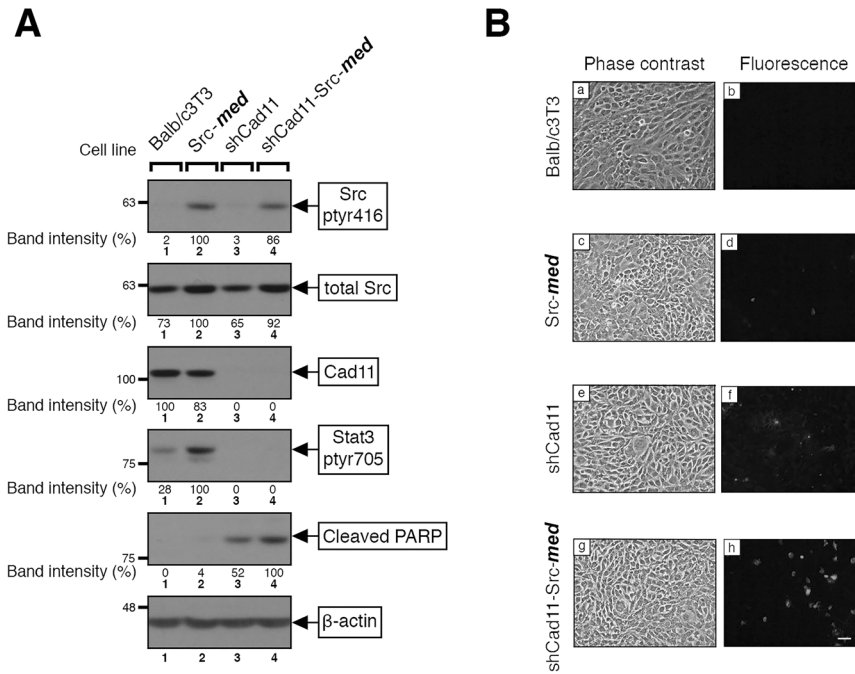 A
Cell line
Balb/c3T3
Src-med
shCad11
shCad11-Src-med
63
Src
ptyr416
Band intensity (%) 2 100 3 86
1 2 3 4
63
total Src
Band intensity (%) 73 100 65 92
1 2 3 4
100
Cad11
Band intensity (%) 100 83 0 0
1 2 3 4
75
Stat3
ptyr705
Band intensity (%) 28 100 0 0
1 2 3 4
75
Cleaved PARP
Band intensity (%) 0 4 52 100
1 2 3 4
48
β-actin
1 2 3 4
B
Phase contrast Fluorescence
Balb/c3T3
a b
Src-med
c d
shCad11
e f
shCad11-Src-med
g h